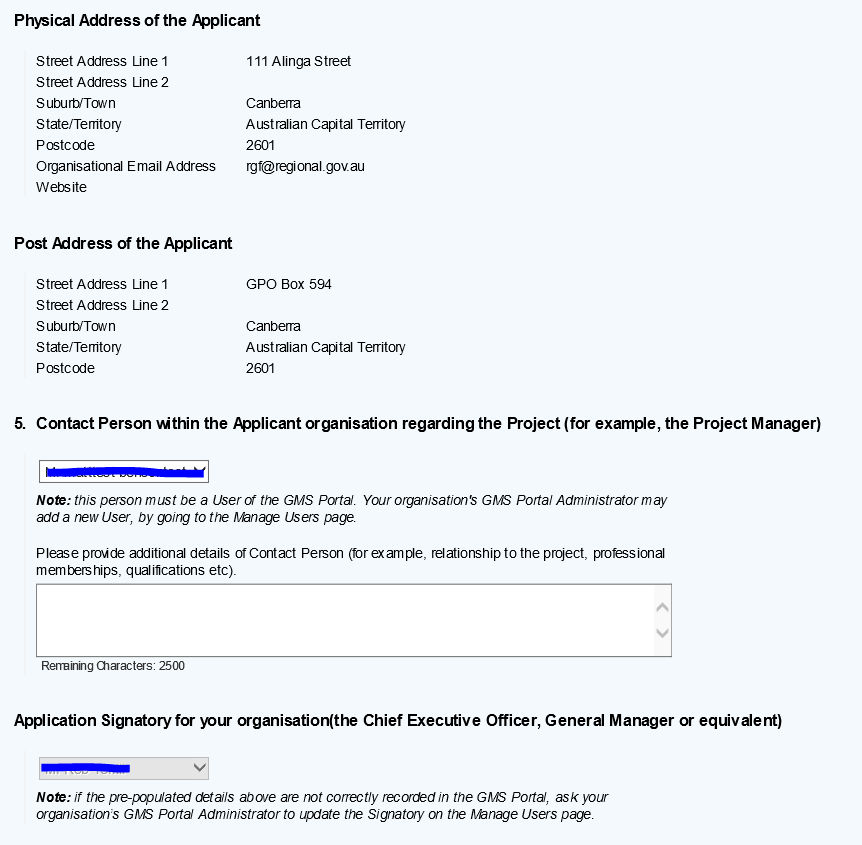 Physical Address of the Applicant
Street Address Line 1 111 Alinga Street
Street Address Line 2
Suburb/Town Canberra
State/Territory Australian Capital Territory
Postcode 2601
Organisational Email Address rgf@regional.gov.au
Website
Post Address of the Applicant
Street Address Line 1 GPO Box 594
Street Address Line 2
Suburb/Town Canberra
State/Territory Australian Capital Territory
Postcode 2601
5. Contact Person within the Applicant organisation regarding the Project (for example, the Project Manager)
Note: this person must be a User of the GMS Portal. Your organisation's GMS Portal Administrator may
add a new User, by going to the Manage Users page.
Please provide additional details of Contact Person (for example, relationship to the project, professional
memberships, qualifications etc).
Remaining Characters: 2500
Application Signatory for your organisation(the Chief Executive Officer, General Manager or equivalent)
Note: if the pre-populated details above are not correctly recorded in the GMS Portal, ask your
organisation's GMS Portal Administrator to update the Signatory on the Manage Users page.